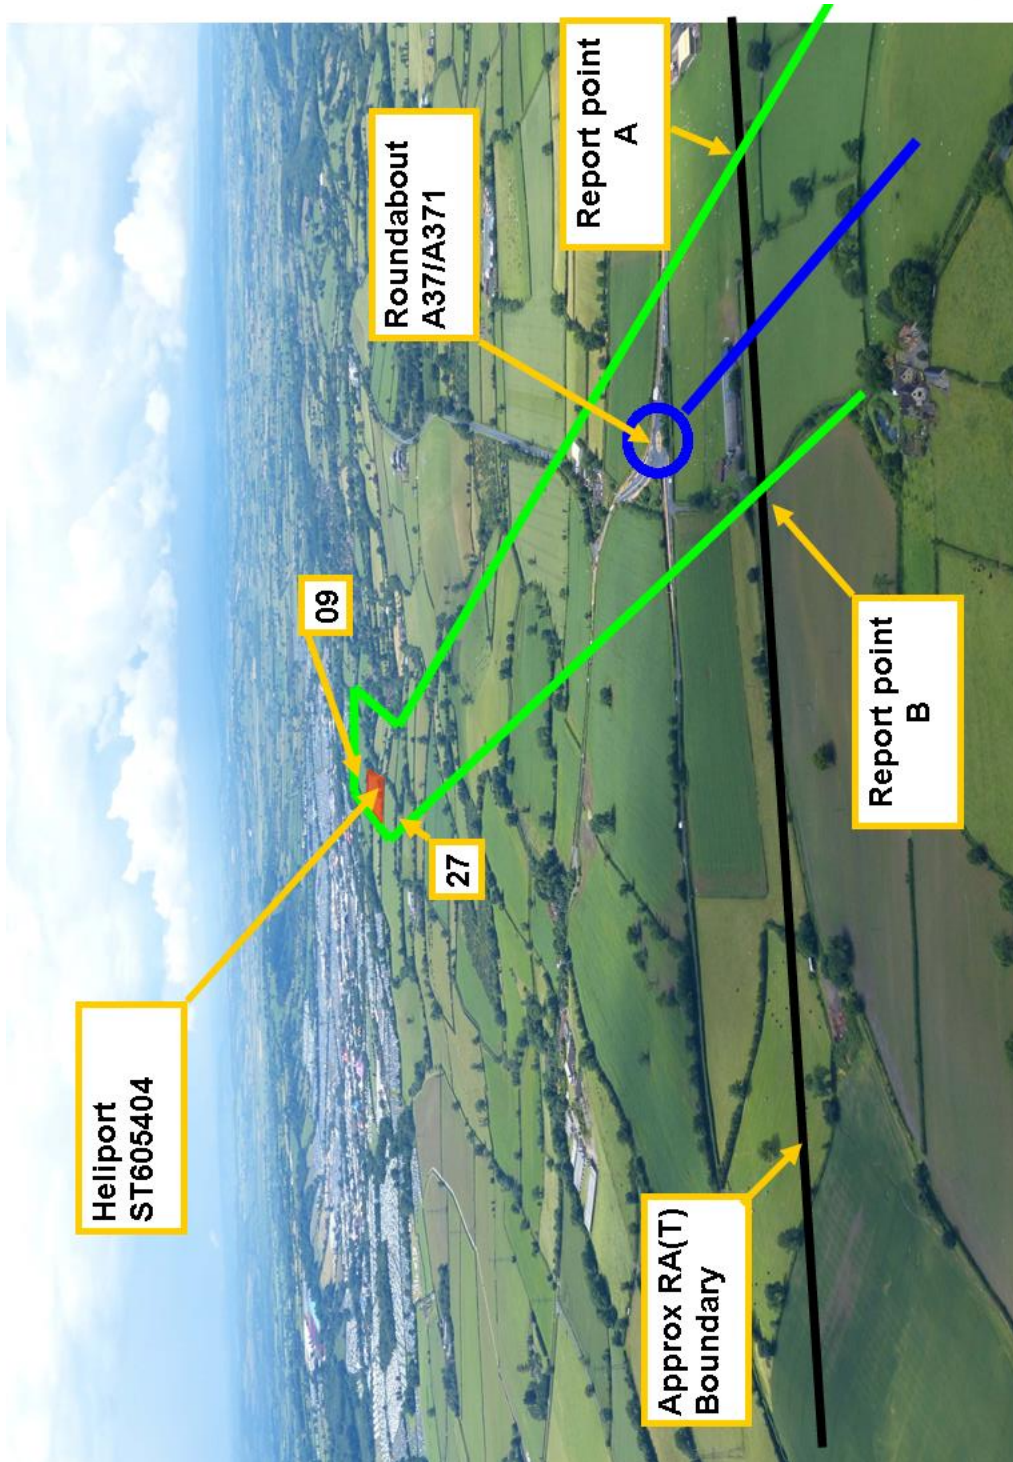 Heliport
ST605404
09
27
Roundabout
A37/A371
Report point
A
Report point
B
Approx RA(T)
Boundary